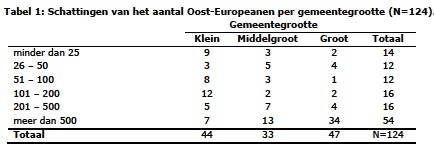 Tabel 1: Schattingen van het aantal Oost-Europeanen per gemeentegrootte (N=124).
Gemeentegrootte
Klein Middelgroot Groot Totaal
minder dan 25 9 3 2 14
26 – 50 3 5 4 12
51 – 100 8 3 1 12
101 – 200 12 2 2 16
201 – 500 5 7 4 16
meer dan 500 7 13 34 54
Totaal 44 33 47 N=124